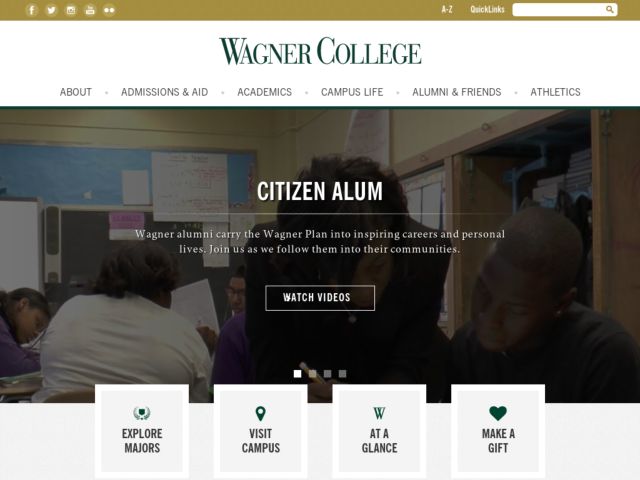 A-Z QuickLinks
WAGNER COLLEGE
ABOUT ADMISSIONS & AID ACADEMICS CAMPUS LIFE ALUMNI & FRIENDS ATHLETICS
CITIZEN ALUM
Wagner alumni carry the Wagner Plan into inspiring careers and personal
lives. Join us as we follow them into their communities.
WATCH VIDEOS
EXPLORE
MAJORS
VISIT
CAMPUS
AT A
GLANCE
MAKE A
GIFT